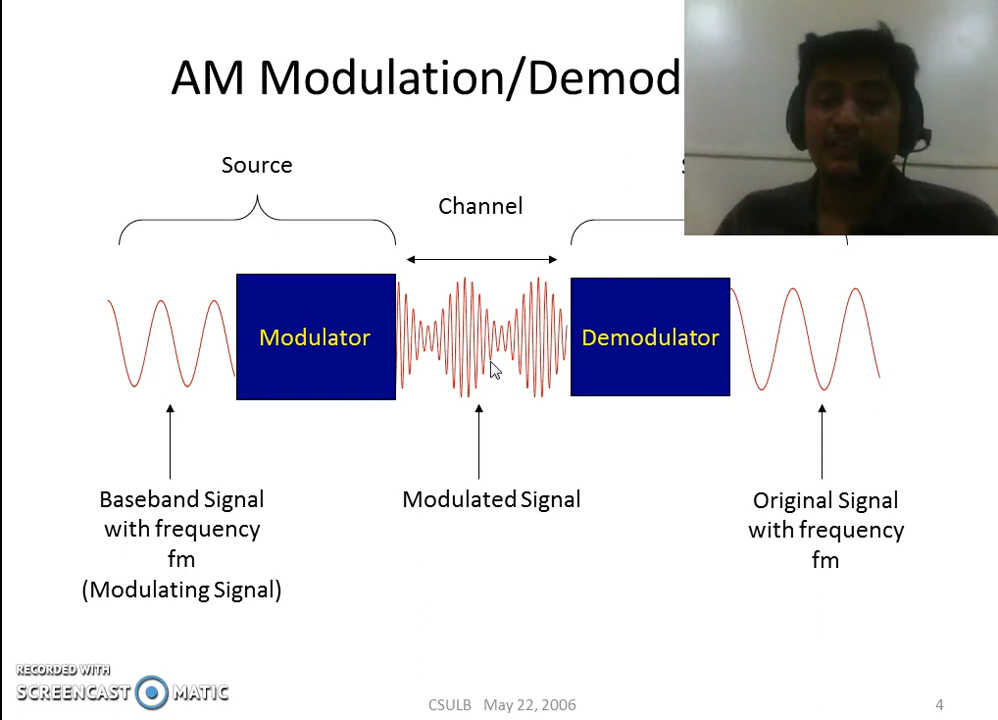 AM Modulation/Demod
Source
Channel
Modulator
Demodulator
Baseband Signal
with frequency
fm
(Modulating Signal)
Modulated Signal
Original Signal
with frequency
fm
RECORDED WITH
SCREENCAST MATIC
CSULB May 22, 2006
4